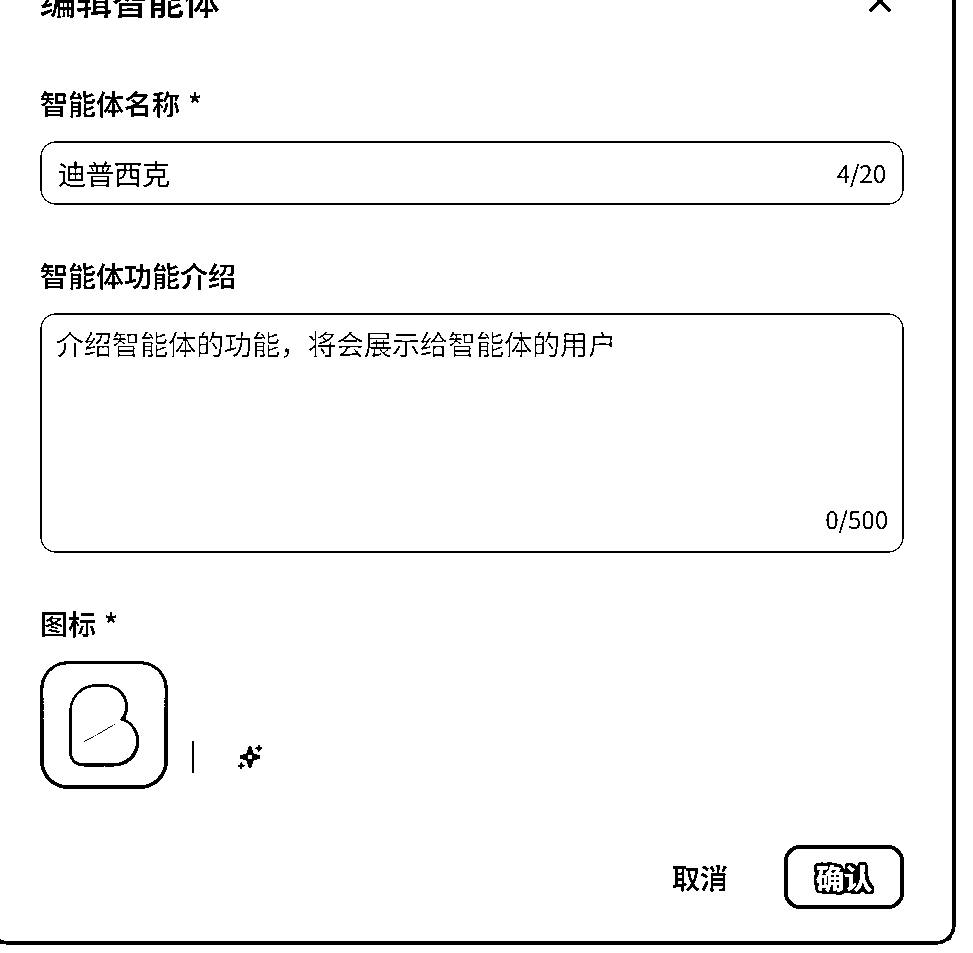 编辑智能体
智能体名称 *
迪普西克
4/20
智能体功能介绍
介绍智能体的功能，将会展示给智能体的用户
0/500
图标 *
取消
确认